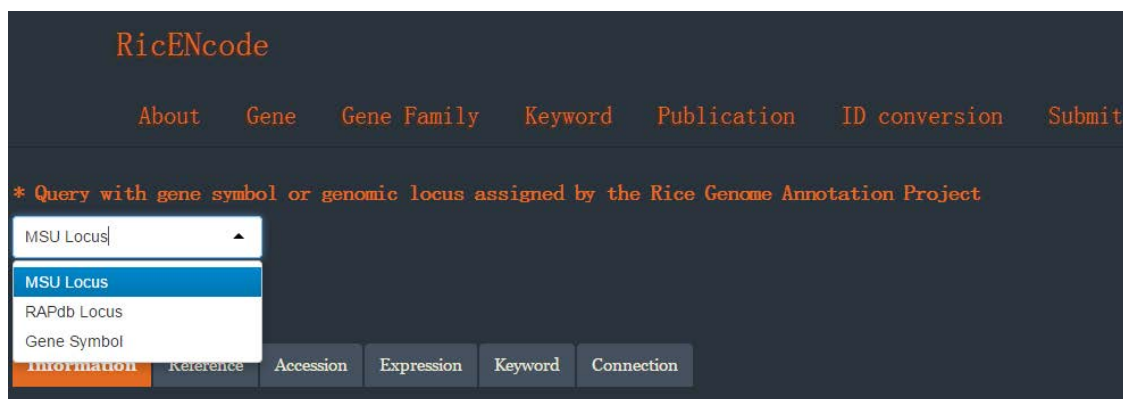 RicENcode
About Gene Gene Family Keyword Publication ID conversion Submit
* Query with gene symbol or genomic locus assigned by the Rice Genome Annotation Project
MSU Locus
MSU Locus
RAPdb Locus
Gene Symbol
Information Reference Accession Expression Keyword Connection